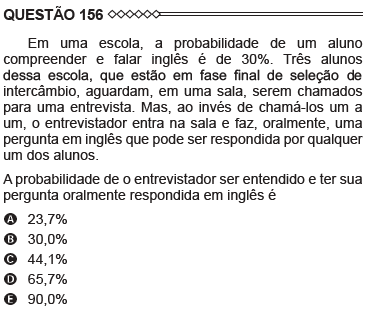 QUESTÃO 156
Em uma escola, a probabilidade de um aluno
compreender e falar inglês é de 30%. Três alunos
dessa escola, que estão em fase final de seleção de
intercâmbio, aguardam, em uma sala, serem chamados
para uma entrevista. Mas, ao invés de chamá-los um a
um, o entrevistador entra na sala e faz, oralmente, uma
pergunta em inglês que pode ser respondida por qualquer
um dos alunos.
A probabilidade de o entrevistador ser entendido e ter sua
pergunta oralmente respondida em inglês é
A 23,7%
B 30,0%
C 44,1%
D 65,7%
E 90,0%